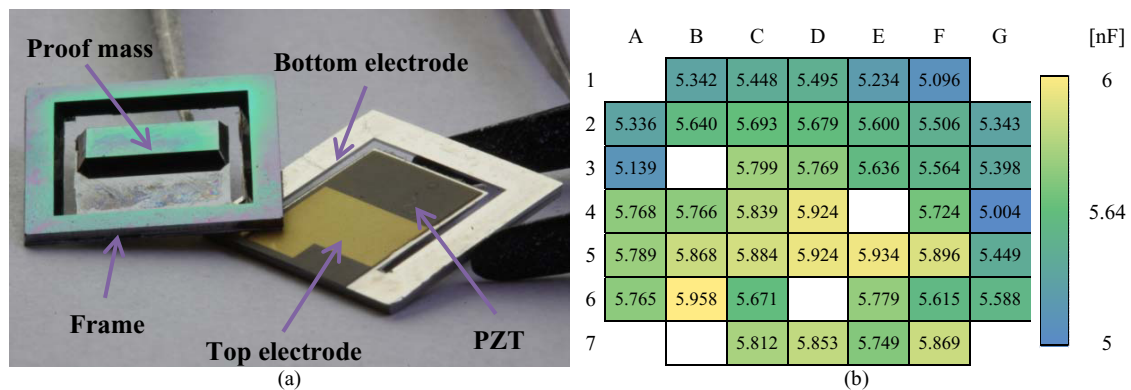 Proof mass
Bottom electrode
Frame
Top electrode
PZT
(a)
A B C D E F G [nF]
1 5.342 5.448 5.495 5.234 5.096
2 5.336 5.640 5.693 5.679 5.600 5.506 5.343
3 5.139 5.799 5.769 5.636 5.564 5.398
4 5.768 5.766 5.839 5.924 5.724 5.004
5 5.789 5.868 5.884 5.924 5.934 5.896 5.449
6 5.765 5.958 5.671 5.779 5.615 5.588
7 5.812 5.853 5.749 5.869
6
5.64
5
(b)